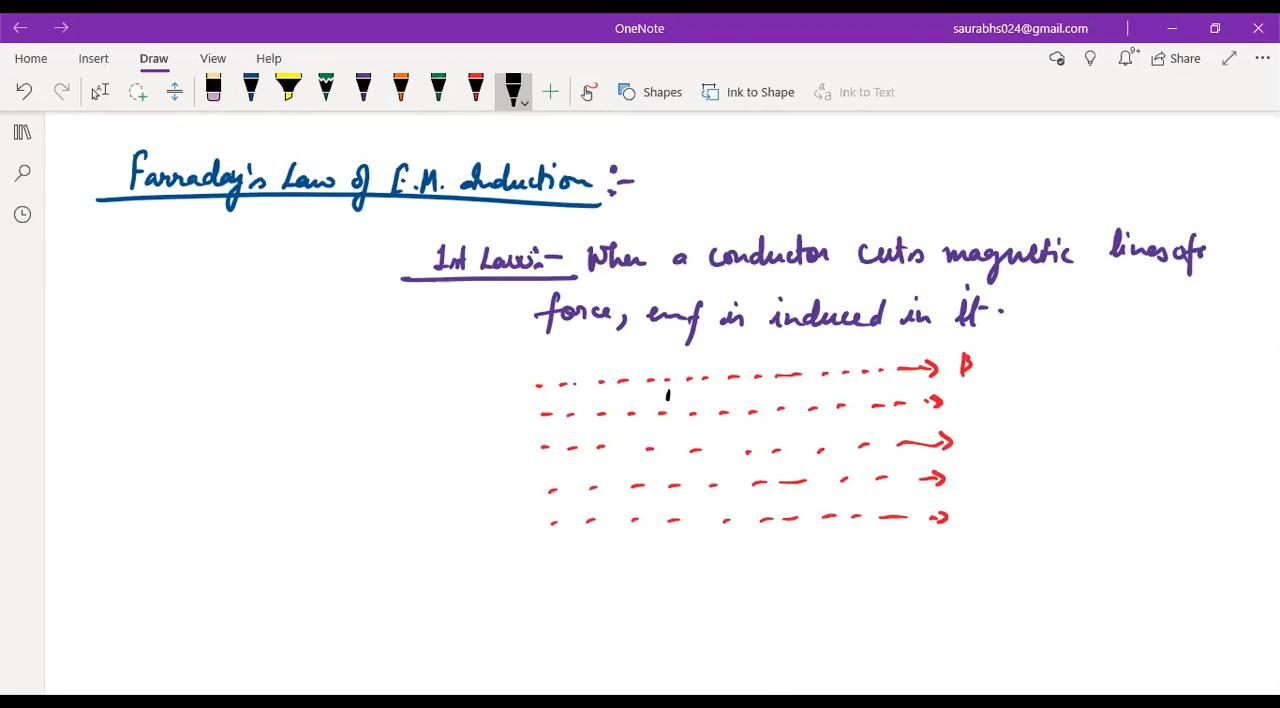 OneNote
saurabhs024@gmail.com
Home Insert Draw View Help
Share
Shapes Ink to Shape Ink to Text
Farraday's Law of E.M. Induction :-
1st Law:- When a conductor cuts magnetic lines of
force, emf is induced in it.
B